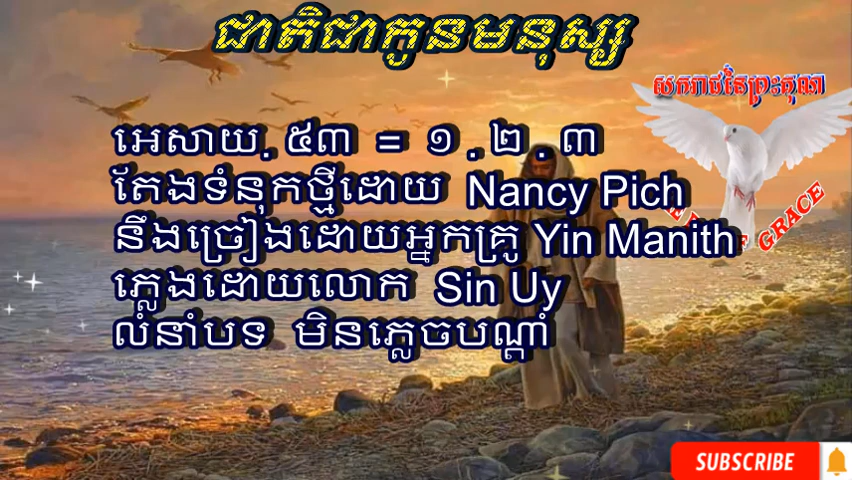 ជាតិជាកូនមនុស្ស
សករាជនៃព្រះគុណ
អេសាយ. ៥៣ = ១ . ២ . ៣
តែងទំនុកថ្មីដោយ Nancy Pich
នឹងច្រៀងដោយអ្នកគ្រូ Yin Manith
GRACE
ភ្លេងដោយលោក Sin Uy
លំនាំបទ មិនភ្លេចបណ្តាំ
SUBSCRIBE